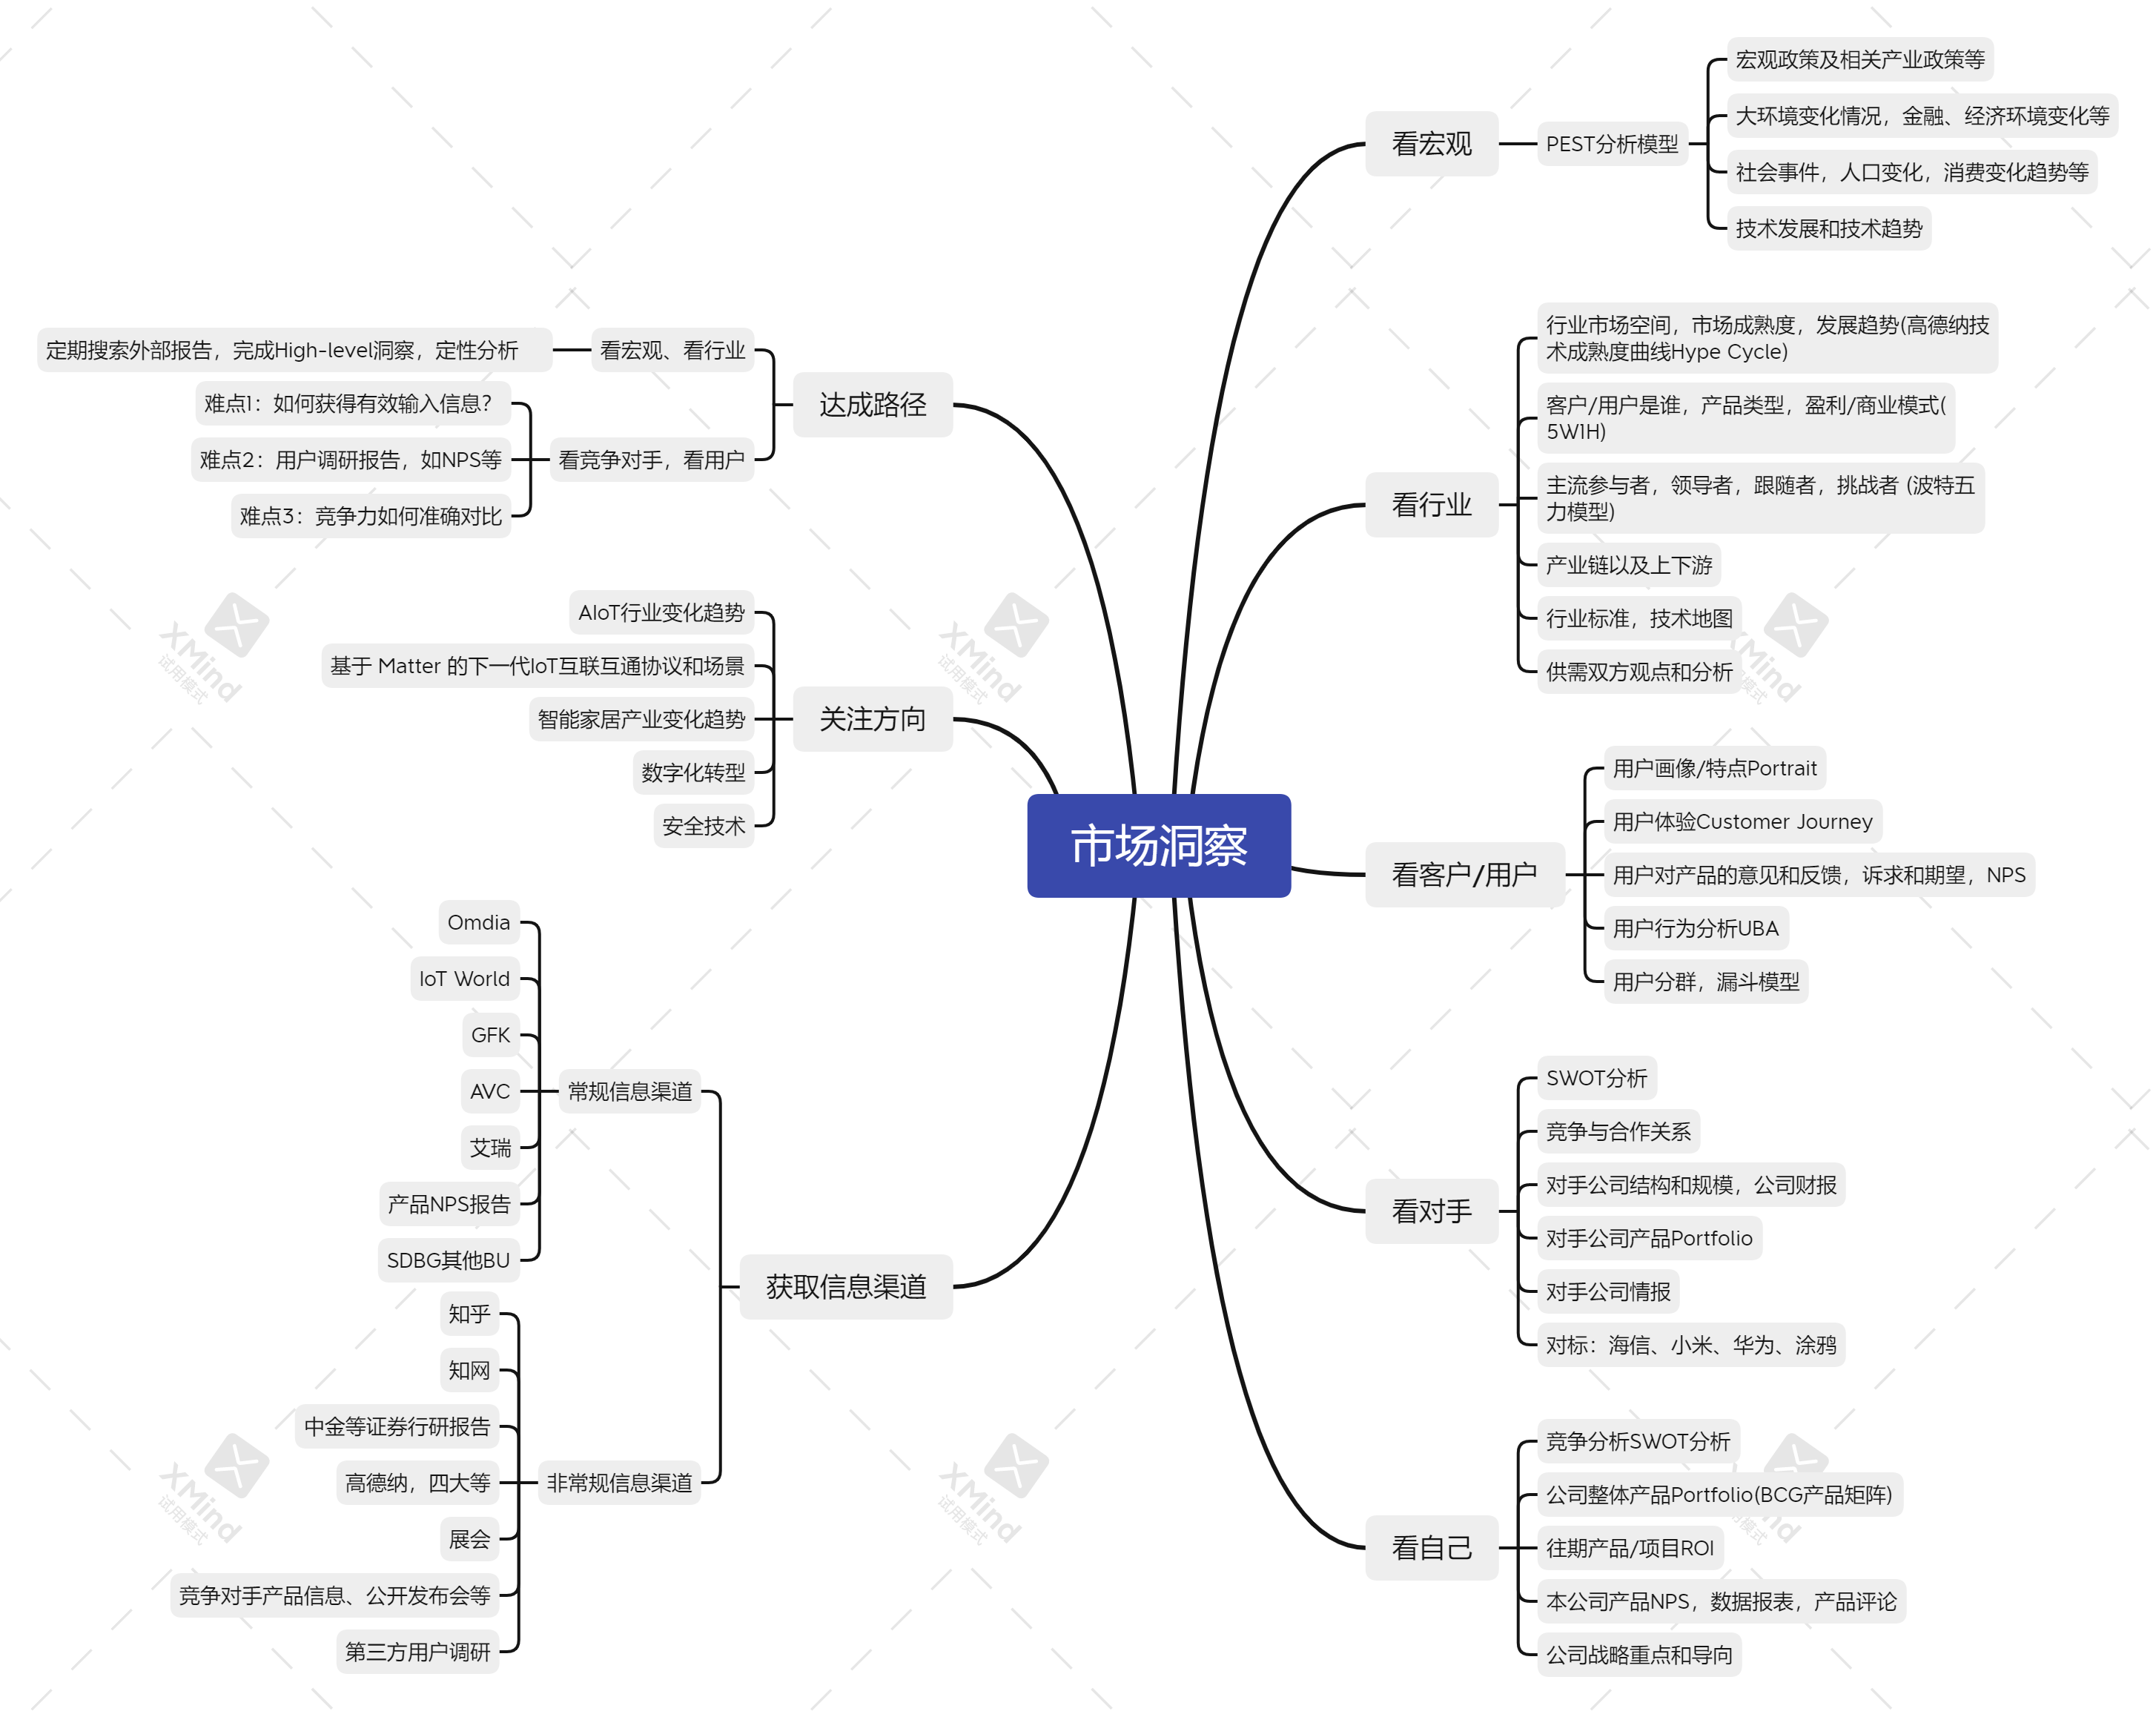 市场洞察
看宏观
PEST分析模型
宏观政策及相关产业政策等
大环境变化情况，金融、经济环境变化等
社会事件，人口变化，消费变化趋势等
技术发展和技术趋势
看行业
行业市场空间，市场成熟度，发展趋势(高德纳技
术成熟度曲线Hype Cycle)
客户/用户是谁，产品类型，盈利/商业模式(
5W1H)
主流参与者，领导者，跟随者，挑战者 (波特五
力模型)
产业链以及上下游
行业标准，技术地图
供需双方观点和分析
看客户/用户
用户画像/特点Portrait
用户体验Customer Journey
用户对产品的意见和反馈，诉求和期望，NPS
用户行为分析UBA
用户分群，漏斗模型
看对手
SWOT分析
竞争与合作关系
对手公司结构和规模，公司财报
对手公司产品Portfolio
对手公司情报
对标：海信、小米、华为、涂鸦
看自己
竞争分析SWOT分析
公司整体产品Portfolio(BCG产品矩阵)
往期产品/项目ROI
本公司产品NPS，数据报表，产品评论
公司战略重点和导向
达成路径
看宏观、看行业
定期搜索外部报告，完成High-level洞察，定性分析
看竞争对手，看用户
难点1：如何获得有效输入信息？
难点2：用户调研报告，如NPS等
难点3：竞争力如何准确对比
关注方向
AIoT行业变化趋势
基于 Matter 的下一代IoT互联互通协议和场景
智能家居产业变化趋势
数字化转型
安全技术
获取信息渠道
常规信息渠道
Omdia
IoT World
GFK
AVC
艾瑞
产品NPS报告
SDBG其他BU
非常规信息渠道
知乎
知网
中金等证券行研报告
高德纳，四大等
展会
竞争对手产品信息、公开发布会等
第三方用户调研
XMind
试用模式
XMind
试用模式
XMind
试用模式
XMind
试用模式